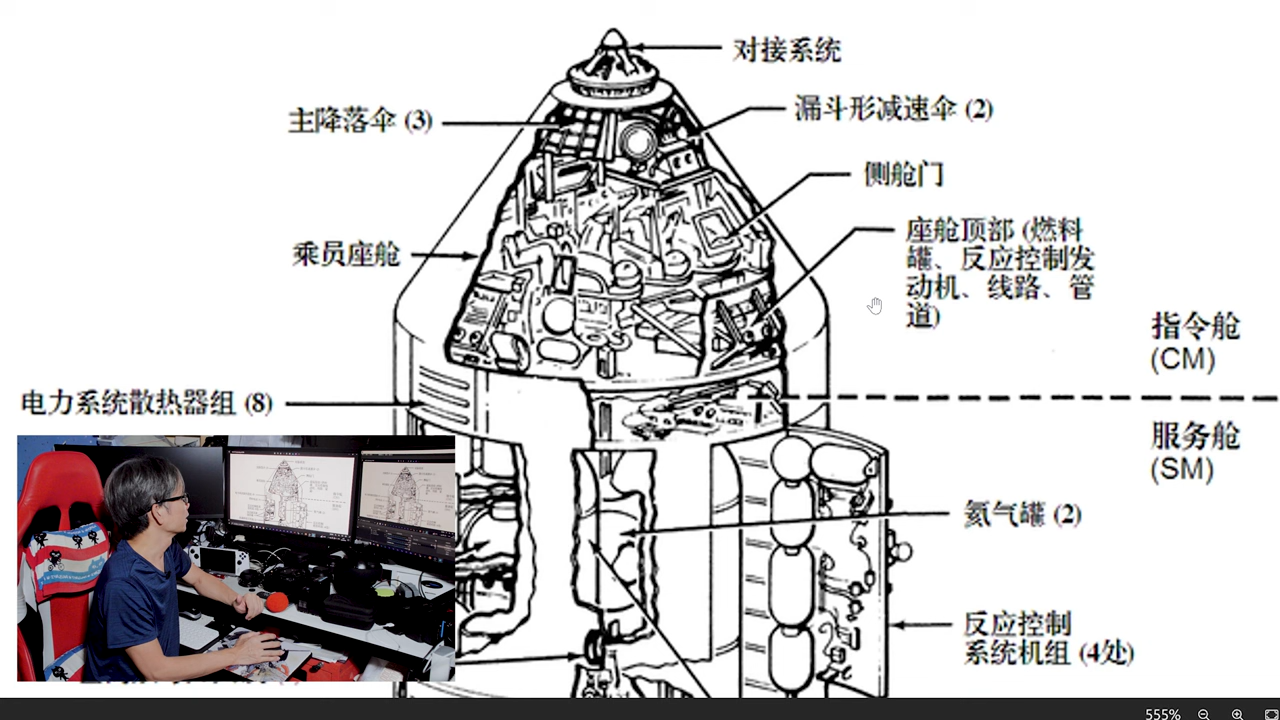 对接系统
主降落伞 (3)
漏斗形减速伞 (2)
侧舱门
乘员座舱
座舱顶部 (燃料
罐、反应控制发
动机、线路、管
道)
指令舱
(CM)
电力系统散热器组 (8)
服务舱
(SM)
氦气罐 (2)
反应控制
系统机组 (4处)
555%